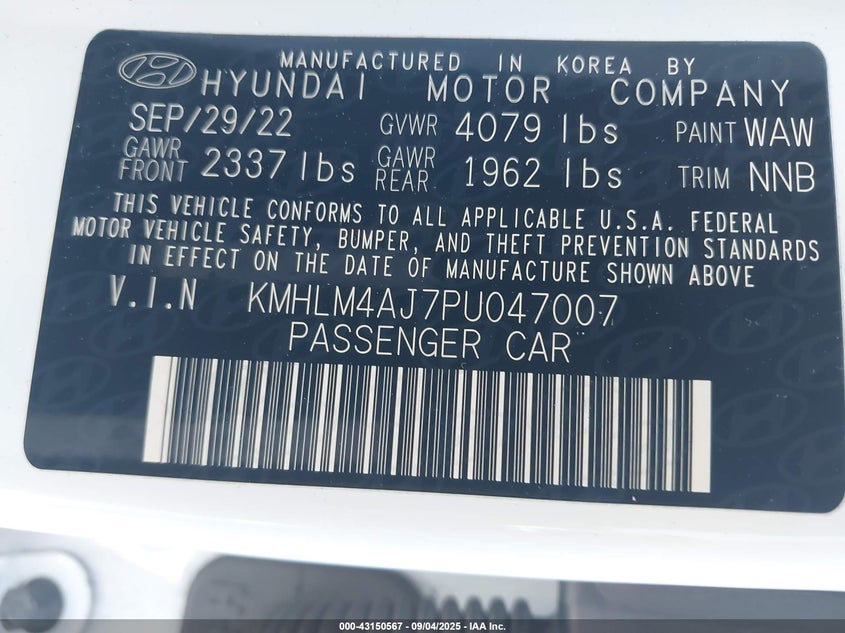 MANUFACTURED IN KOREA BY
HYUNDAI MOTOR COMPANY
SEP/29/22 GVWR 4079 lbs PAINT WAW
GAWR FRONT 2337 lbs GAWR REAR 1962 lbs TRIM NNB
THIS VEHICLE CONFORMS TO ALL APPLICABLE U.S.A. FEDERAL
MOTOR VEHICLE SAFETY, BUMPER, AND THEFT PREVENTION STANDARDS
IN EFFECT ON THE DATE OF MANUFACTURE SHOWN ABOVE
V.I.N KMHLM4AJ7PU047007
PASSENGER CAR
000-43150567 - 09/04/2025 - IAA Inc.